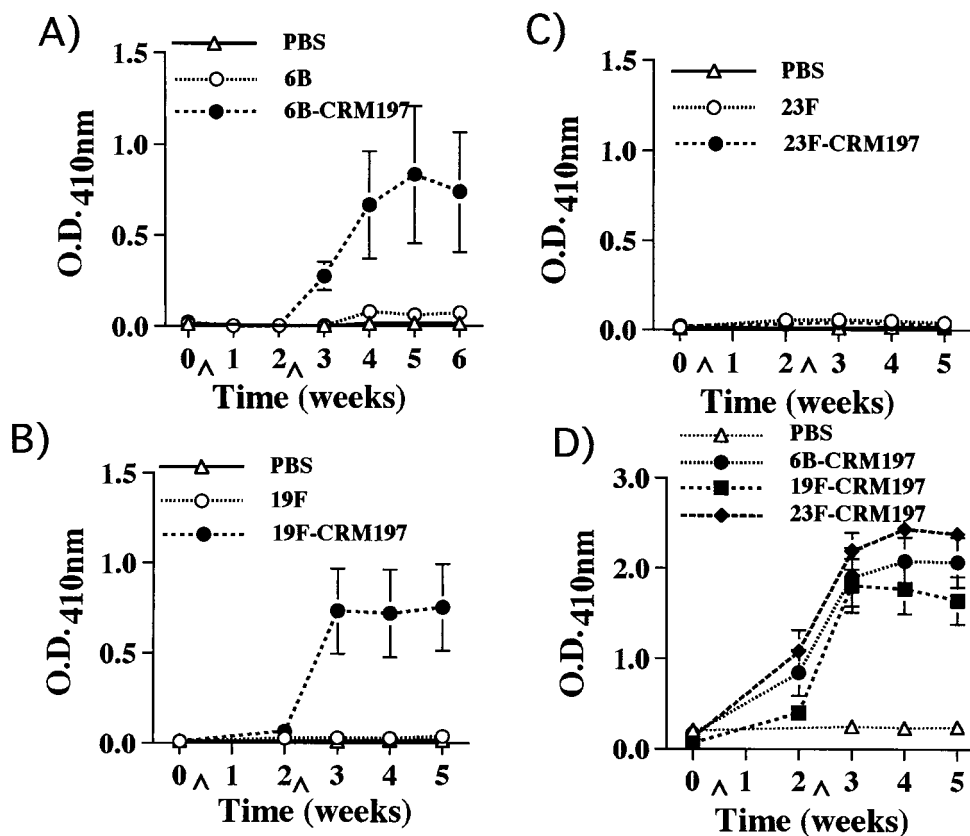 A)
PBS
6B
6B-CRM197
1.5
1.0
0.5
0.0
O.D.410nm
0 ^ 1 2 ^ 3 4 5 6
Time (weeks)
B)
PBS
19F
19F-CRM197
1.5
1.0
0.5
0.0
O.D.410nm
0 ^ 1 2 ^ 3 4 5
Time (weeks)
C)
PBS
23F
23F-CRM197
1.5
1.0
0.5
0.0
O.D.410nm
0 ^ 1 2 ^ 3 4 5
Time (weeks)
D)
PBS
6B-CRM197
19F-CRM197
23F-CRM197
3.0
2.0
1.0
0.0
O.D.410nm
0 ^ 1 2 ^ 3 4 5
Time (weeks)